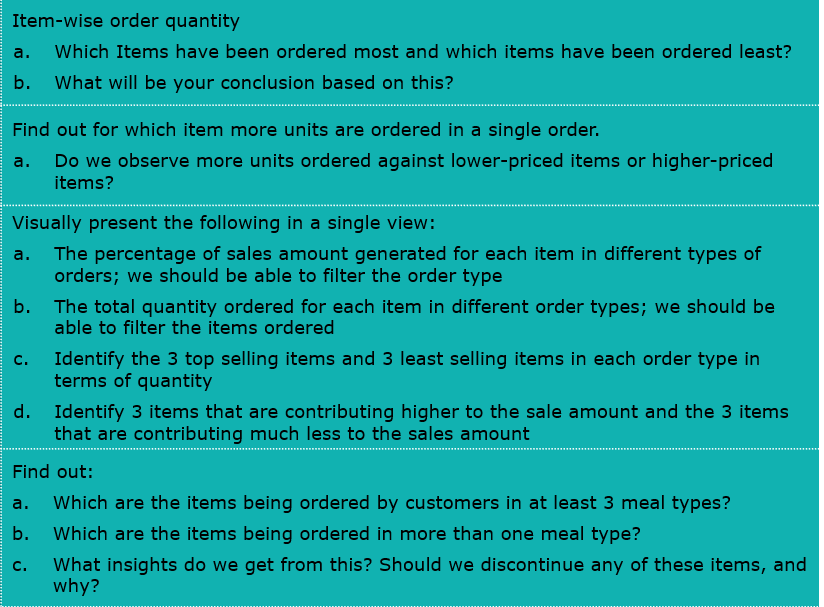 Item-wise order quantity
a. Which Items have been ordered most and which items have been ordered least?
b. What will be your conclusion based on this?
Find out for which item more units are ordered in a single order.
a. Do we observe more units ordered against lower-priced items or higher-priced
items?
Visually present the following in a single view:
a. The percentage of sales amount generated for each item in different types of
orders; we should be able to filter the order type
b. The total quantity ordered for each item in different order types; we should be
able to filter the items ordered
c. Identify the 3 top selling items and 3 least selling items in each order type in
terms of quantity
d. Identify 3 items that are contributing higher to the sale amount and the 3 items
that are contributing much less to the sales amount
Find out:
a. Which are the items being ordered by customers in at least 3 meal types?
b. Which are the items being ordered in more than one meal type?
c. What insights do we get from this? Should we discontinue any of these items, and
why?